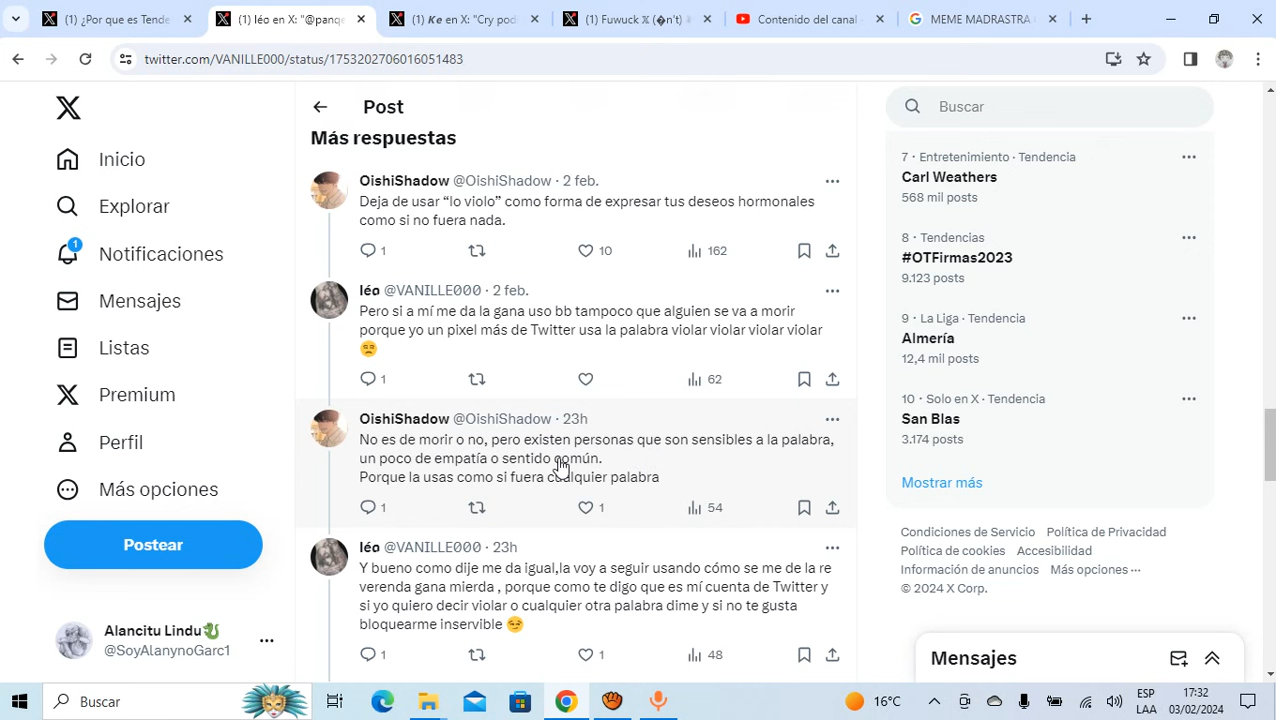 (1) ¿Por que es Tende
léo en X: "@panqe
Ke en X: "Cry pod
(1) Fuwuck X (�n't)
Contenido del canal
MEME MADRASTRA
twitter.com/VANILLE000/status/1753202706016051483
Inicio
Explorar
1
Notificaciones
Mensajes
Listas
Premium
Perfil
Más opciones
Postear
Alancitu Lindu
@SoyAlanynoGarc1
Post
Más respuestas
OishiShadow @OishiShadow · 2 feb.
Deja de usar “lo violo” como forma de expresar tus deseos hormonales
como si no fuera nada.
1 10 162
léo @VANILLE000 · 2 feb.
Pero si a mí me da la gana uso bb tampoco que alguien se va a morir
porque yo un pixel más de Twitter usa la palabra violar violar violar violar
😒
1 62
OishiShadow @OishiShadow · 23h
No es de morir o no, pero existen personas que son sensibles a la palabra,
un poco de empatía o sentido común.
Porque la usas como si fuera cualquier palabra
1 1 54
léo @VANILLE000 · 23h
Y bueno como dije me da igual,la voy a seguir usando cómo se me de la re
verenda gana mierda , porque como te digo que es mí cuenta de Twitter y
si yo quiero decir violar o cualquier otra palabra dime y si no te gusta
bloquearme inservible 😏
1 1 48
Buscar
7 · Entretenimiento · Tendencia
Carl Weathers
568 mil posts
8 · Tendencias
#OTFirmas2023
9.123 posts
9 · La Liga · Tendencia
Almería
12,4 mil posts
10 · Solo en X · Tendencia
San Blas
3.174 posts
Mostrar más
Condiciones de Servicio Política de Privacidad
Política de cookies Accesibilidad
Información de anuncios Más opciones ···
© 2024 X Corp.
Mensajes
Buscar
16°C
ESP
LAA
17:32
03/02/2024